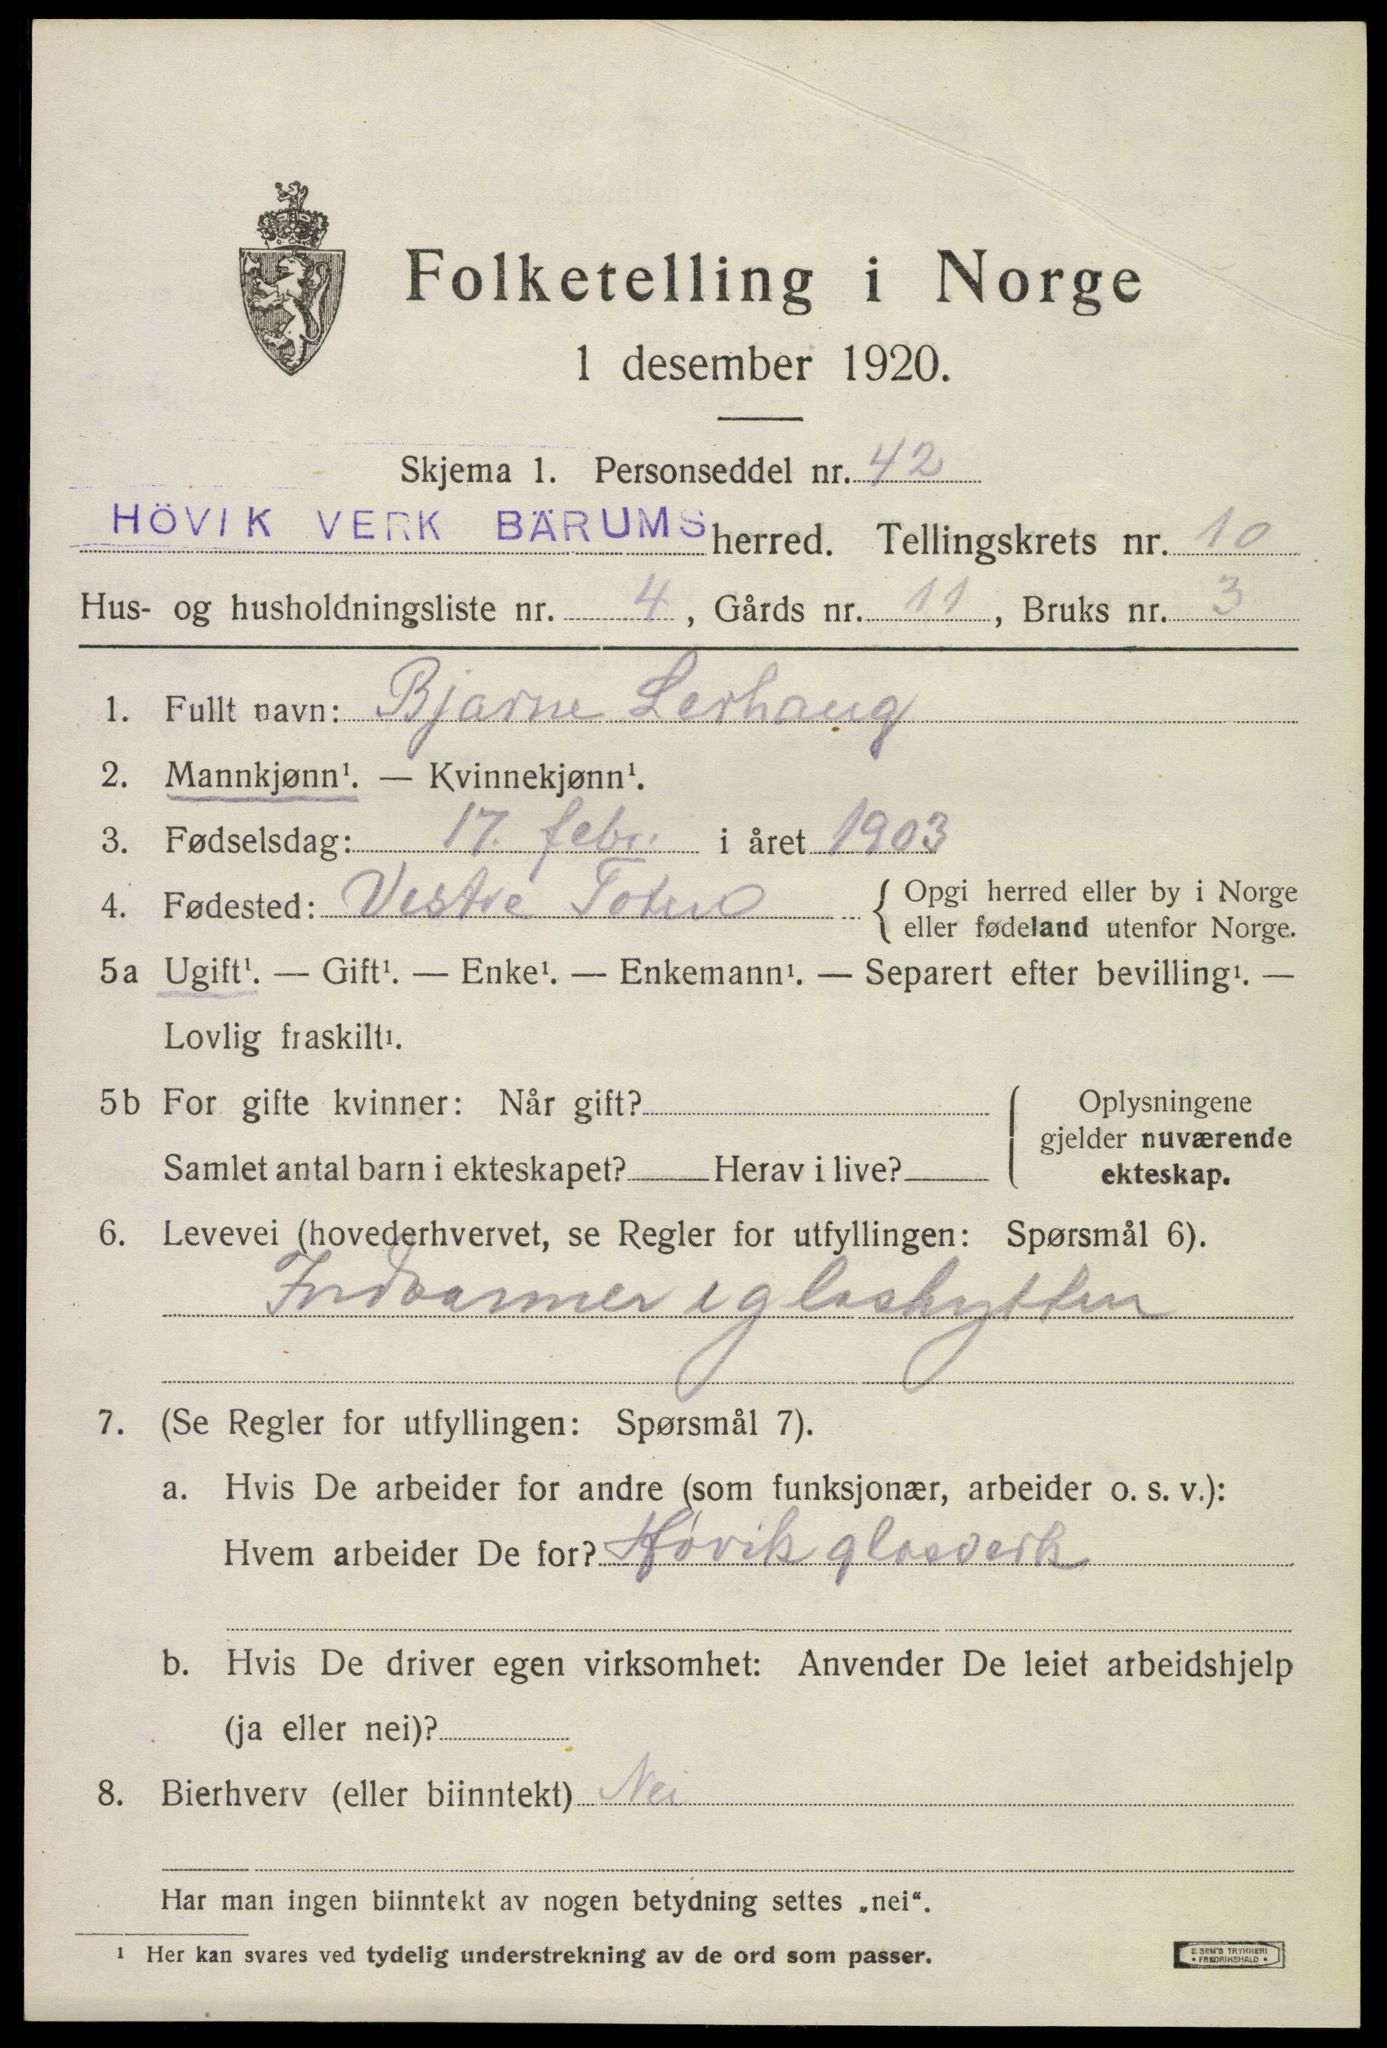 Folketelling i Norge
1 desember 1920.
Skjema 1. Personseddel nr. 42
HÖVIK VERK BÄRUMS herred. Tellingskrets nr. 10
Hus- og husholdningsliste nr. 4, Gårds nr. 11, Bruks nr. 3
1. Fullt navn: Bjarne Lerhaug
2. Mannkjønn¹. — Kvinnekjønn¹.
3. Fødselsdag: 17. febr. i året 1903
4. Fødested: Vestre Toten { Opgi herred eller by i Norge
eller fødeland utenfor Norge.
5a Ugift¹. — Gift¹. — Enke¹. — Enkemann¹. — Separert efter bevilling¹. —
Lovlig fraskilt¹.
5b For gifte kvinner: Når gift?
Samlet antal barn i ekteskapet? Herav i live?
Oplysningene
gjelder nuværende
ekteskap.
6. Levevei (hovederhvervet, se Regler for utfyllingen: Spørsmål 6).
Indvarmer i glashytten
7. (Se Regler for utfyllingen: Spørsmål 7).
a. Hvis De arbeider for andre (som funksjonær, arbeider o. s. v.):
Hvem arbeider De for? Høvik glasverk
b. Hvis De driver egen virksomhet: Anvender De leiet arbeidshjelp
(ja eller nei)?
8. Bierhverv (eller biinntekt) Nei
Har man ingen biinntekt av nogen betydning settes „nei“.
¹ Her kan svares ved tydelig understrekning av de ord som passer.
E. SEM'S TRYKKERI
• FREDRIKSHALD •